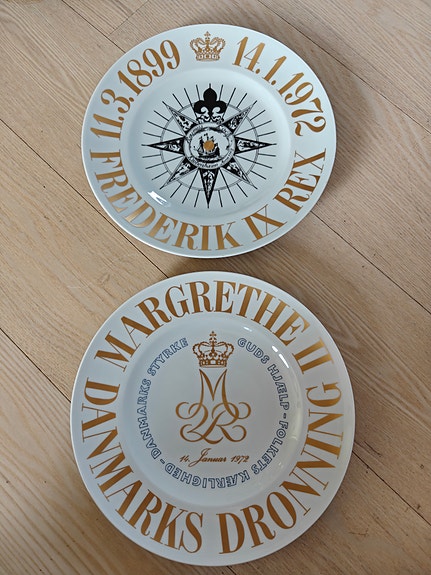 11.3.1899 14.1.1972
FREDERIK IX REX
MARGRETHE II
DANMARKS DRONNING
GUDS HJÆLP - FOLKETS KÆRLIGHED - DANMARKS STYRKE
MR
14. Januar 1972